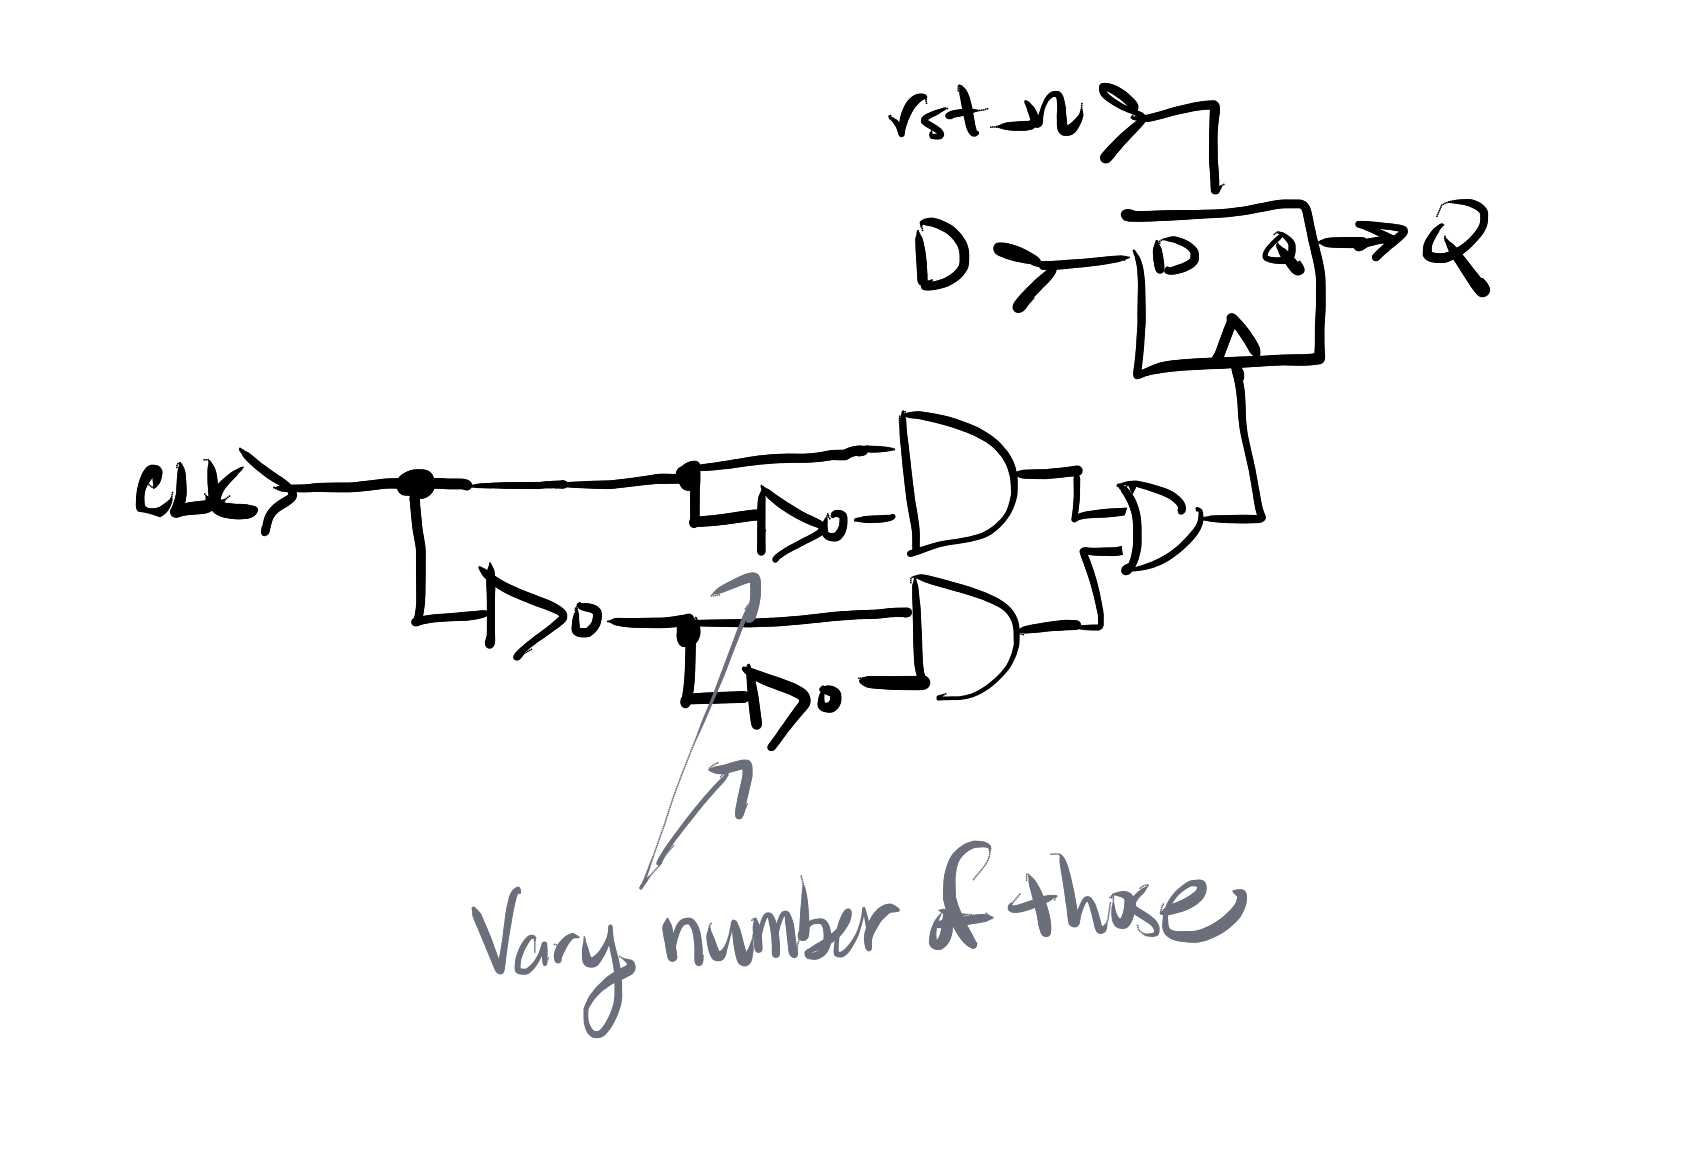 rst_n
D
D Q
Q
CLK
Vary number of those